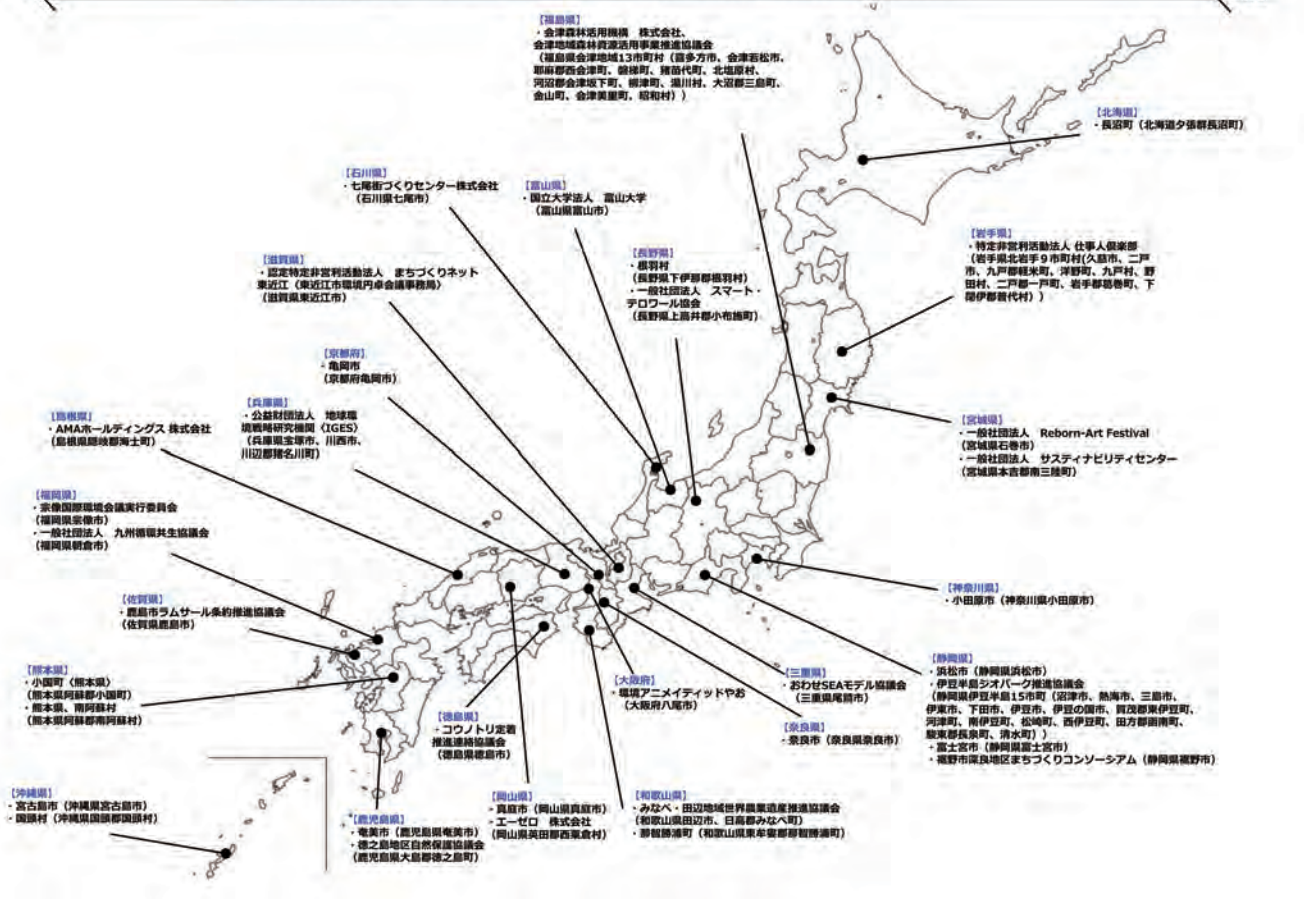 【福島県】
・会津森林活用機構 株式会社、
会津地域森林資源活用事業推進協議会
(福島県会津地域13市町村(喜多方市、会津若松市、
耶麻郡西会津町、磐梯町、猪苗代町、北塩原村、
河沼郡会津坂下町、柳津町、湯川村、大沼郡三島町、
金山町、会津美里町、昭和村))
【北海道】
・長沼町(北海道夕張群長沼町)
【石川県】
・七尾街づくりセンター株式会社
(石川県七尾市)
【富山県】
・国立大学法人 富山大学
(富山県富山市)
【岩手県】
・特定非営利活動法人 仕事人倶楽部
(岩手県北岩手9市町村(久慈市、二戸
市、九戸郡軽米町、洋野町、九戸村、野
田村、二戸郡一戸町、岩手郡葛巻町、下
閉伊郡普代村))
【長野県】
・根羽村
(長野県下伊那郡根羽村)
・一般社団法人 スマート・
テロワール協会
(長野県上高井郡小布施町)
【滋賀県】
・認定特定非営利活動法人 まちづくりネット
東近江〈東近江市環境円卓会議事務局〉
(滋賀県東近江市)
【京都府】
・亀岡市
(京都府亀岡市)
【兵庫県】
・公益財団法人 地球環
境戦略研究機関〈IGES〉
(兵庫県宝塚市、川西市、
川辺郡猪名川町)
【島根県】
・AMAホールディングス 株式会社
(島根県隠岐郡海士町)
【宮城県】
・一般社団法人 Reborn-Art Festival
(宮城県石巻市)
・一般社団法人 サスティナビリティセンター
(宮城県本吉郡南三陸町)
【福岡県】
・宗像国際環境会議実行委員会
(福岡県宗像市)
・一般社団法人 九州循環共生協議会
(福岡県朝倉市)
【神奈川県】
・小田原市(神奈川県小田原市)
【佐賀県】
・鹿島市ラムサール条約推進協議会
(佐賀県鹿島市)
【熊本県】
・小国町〈熊本県〉
(熊本県阿蘇郡小国町)
・熊本県、南阿蘇村
(熊本県阿蘇郡南阿蘇村)
【静岡県】
・浜松市(静岡県浜松市)
・伊豆半島ジオパーク推進協議会
(静岡県伊豆半島15市町(沼津市、熱海市、三島市、
伊東市、下田市、伊豆市、伊豆の国市、賀茂郡東伊豆町、
河津町、南伊豆町、松崎町、西伊豆町、田方郡函南町、
駿東郡長泉町、清水町))
・富士宮市(静岡県富士宮市)
・裾野市深良地区まちづくりコンソーシアム(静岡県裾野市)
【三重県】
・おわせSEAモデル協議会
(三重県尾鷲市)
【大阪府】
・環境アニメイティッドやお
(大阪府八尾市)
【奈良県】
・奈良市(奈良県奈良市)
【徳島県】
・コウノトリ定着
推進連絡協議会
(徳島県徳島市)
【沖縄県】
・宮古島市(沖縄県宮古島市)
・国頭村(沖縄県国頭郡国頭村)
【鹿児島県】
・奄美市(鹿児島県奄美市)
・徳之島地区自然保護協議会
(鹿児島県大島郡徳之島町)
【岡山県】
・真庭市(岡山県真庭市)
・エーゼロ 株式会社
(岡山県英田郡西粟倉村)
【和歌山県】
・みなべ・田辺地域世界農業遺産推進協議会
(和歌山県田辺市、日高郡みなべ町)
・那智勝浦町(和歌山県東牟婁郡那智勝浦町)